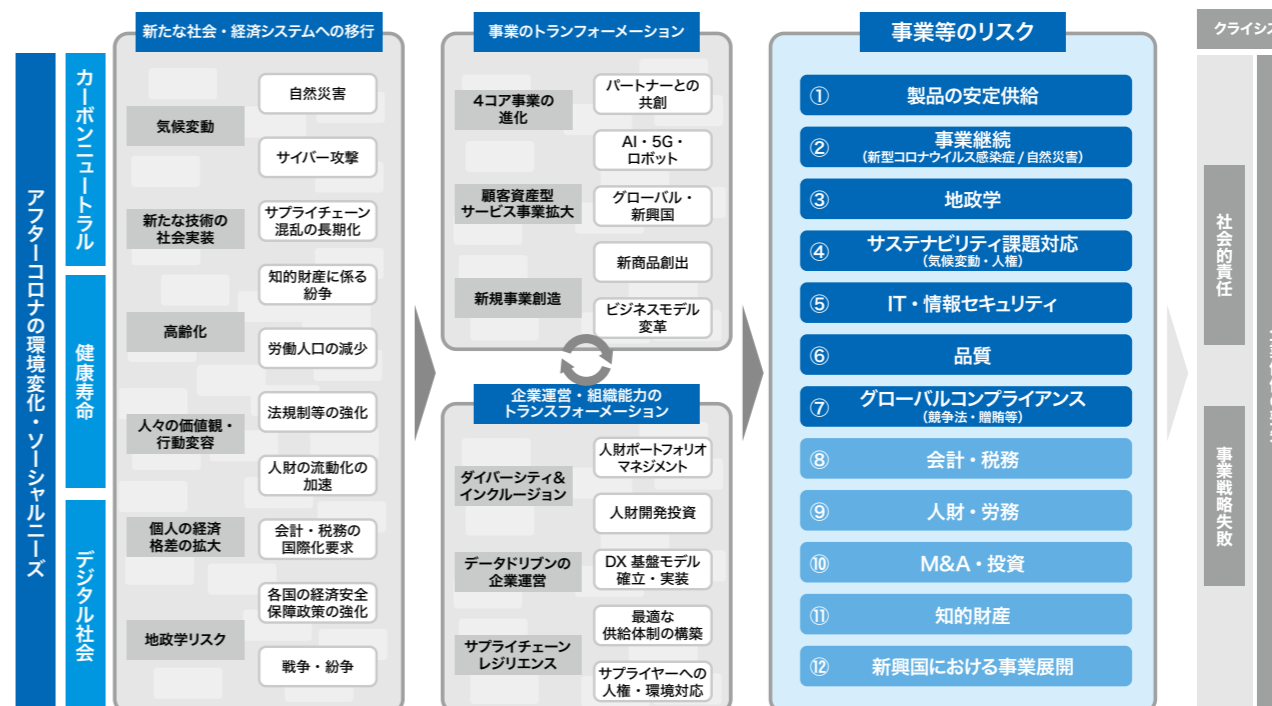 アフターコロナの環境変化・ソーシャルニーズ
カーボンニュートラル
健康寿命
デジタル社会
新たな社会・経済システムへの移行
気候変動
新たな技術の
社会実装
高齢化
人々の価値観・
行動変容
個人の経済
格差の拡大
地政学リスク
自然災害
サイバー攻撃
サプライチェーン
混乱の長期化
知的財産に係る
紛争
労働人口の減少
法規制等の強化
人財の流動化の
加速
会計・税務の
国際化要求
各国の経済安全
保障政策の強化
戦争・紛争
事業のトランフォーメーション
4コア事業の
進化
顧客資産型
サービス事業拡大
新規事業創造
パートナーとの
共創
AI・5G・
ロボット
グローバル・
新興国
新商品創出
ビジネスモデル
変革
企業運営・組織能力の
トランスフォーメーション
ダイバーシティ&
インクルージョン
データドリブンの
企業運営
サプライチェーン
レジリエンス
人財ポートフォリオ
マネジメント
人財開発投資
DX 基盤モデル
確立・実装
最適な
供給体制の構築
サプライヤーへの
人権・環境対応
事業等のリスク
① 製品の安定供給
② 事業継続
(新型コロナウイルス感染症 / 自然災害)
③ 地政学
④ サステナビリティ課題対応
(気候変動・人権)
⑤ IT・情報セキュリティ
⑥ 品質
⑦ グローバルコンプライアンス
(競争法・贈賄等)
⑧ 会計・税務
⑨ 人財・労務
⑩ M&A・投資
⑪ 知的財産
⑫ 新興国における事業展開
クライシス
社会的責任
事業戦略失敗